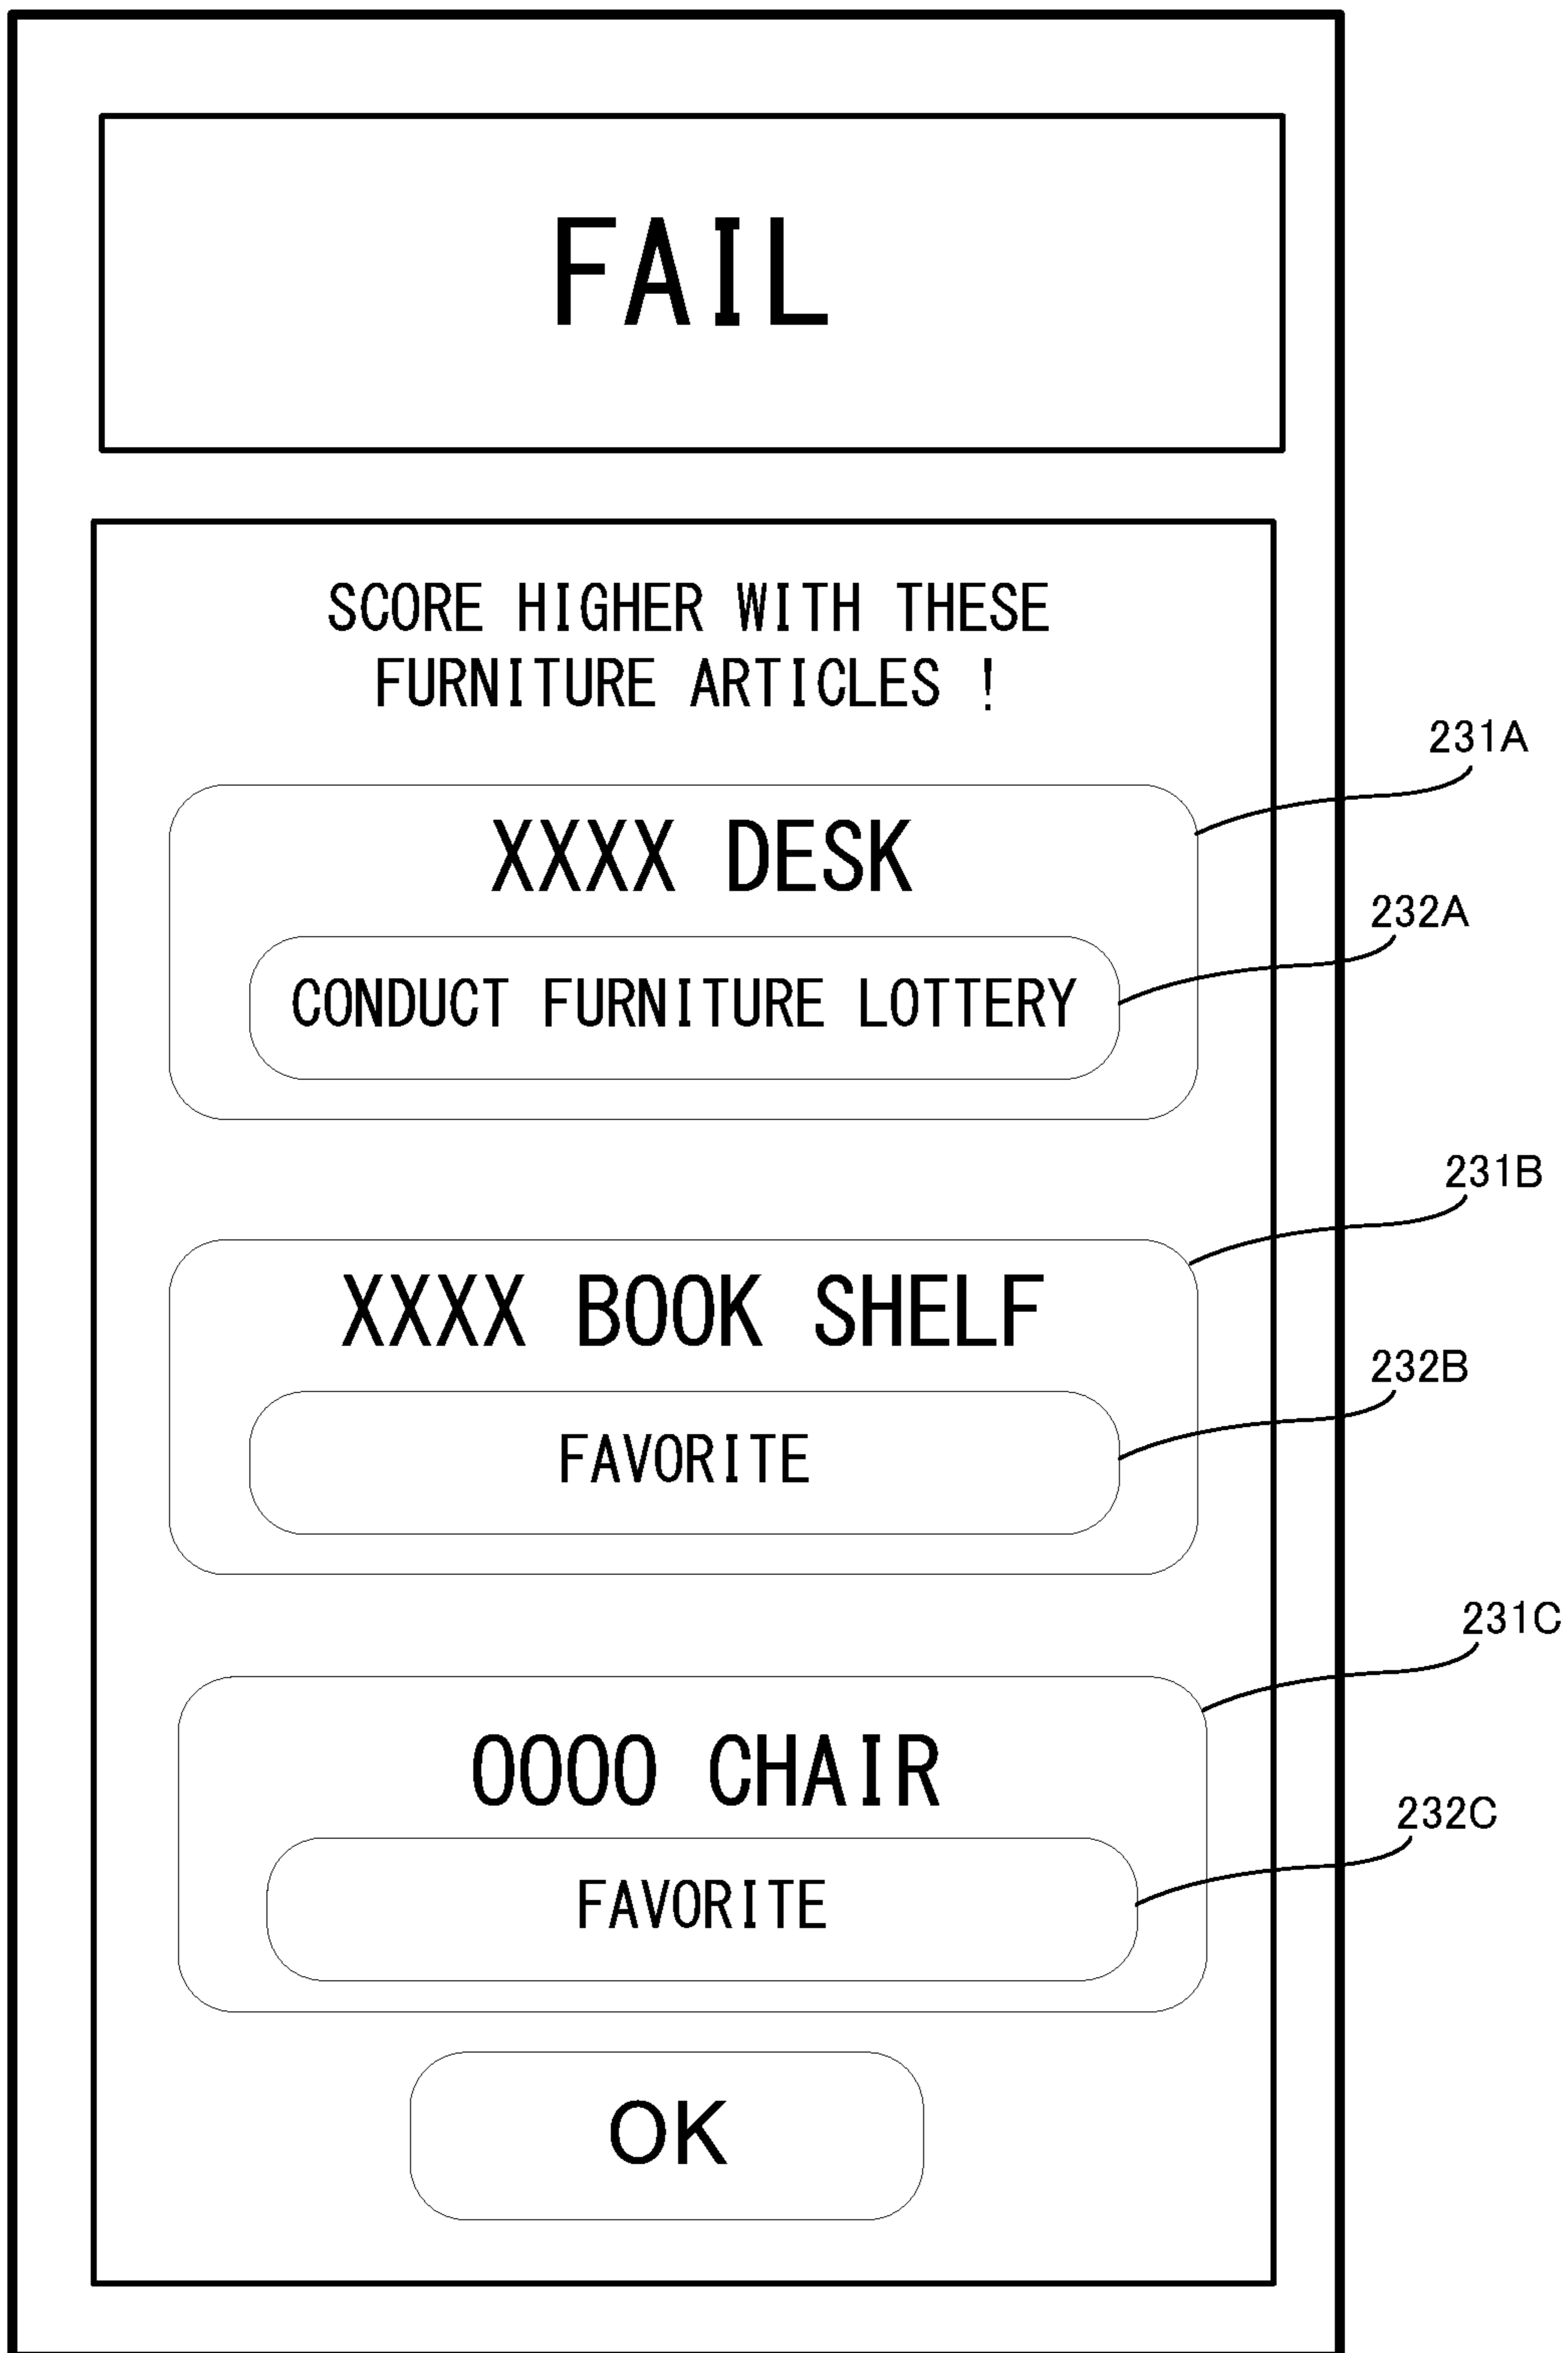 FAIL
SCORE HIGHER WITH THESE
FURNITURE ARTICLES !
231A
XXXX DESK
232A
CONDUCT FURNITURE LOTTERY
231B
XXXX BOOK SHELF
232B
FAVORITE
231C
OOOO CHAIR
232C
FAVORITE
OK